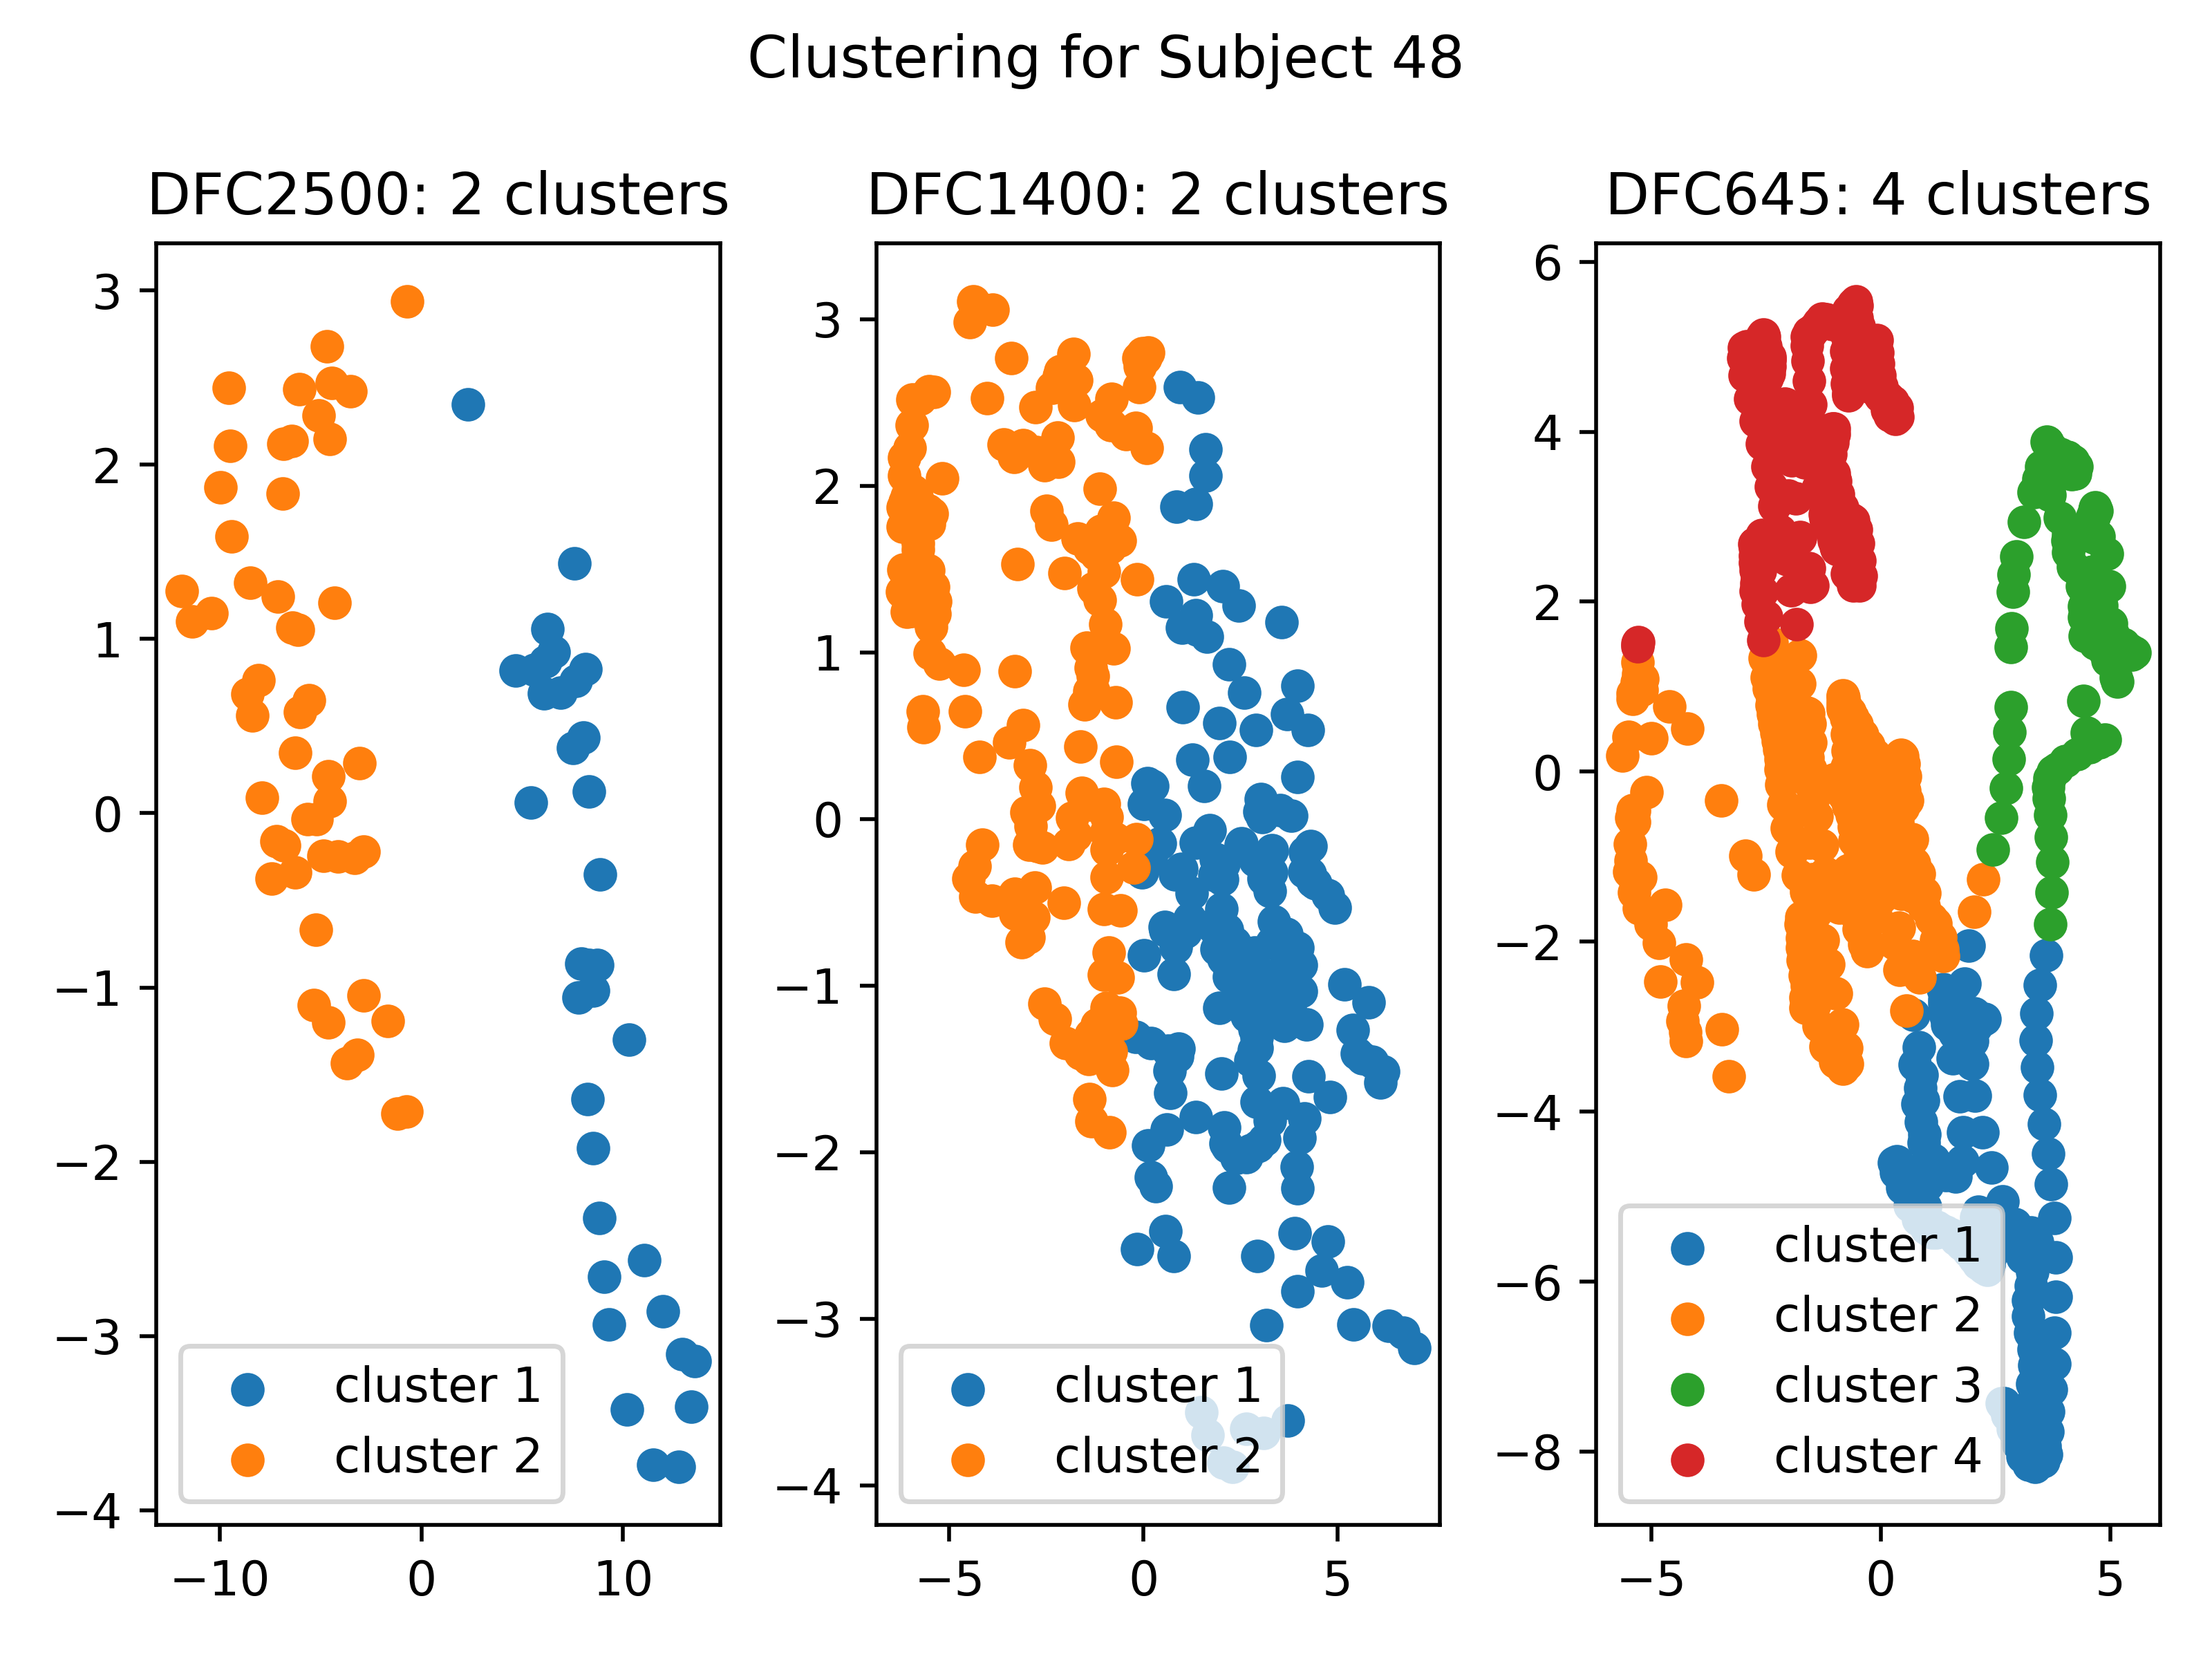 Clustering for Subject 48
DFC2500: 2 clusters
3
2
1
0
−1
−2
−3
−4
−10 0 10
cluster 1
cluster 2
DFC1400: 2 clusters
3
2
1
0
−1
−2
−3
−4
−5 0 5
cluster 1
cluster 2
DFC645: 4 clusters
6
4
2
0
−2
−4
−6
−8
−5 0 5
cluster 1
cluster 2
cluster 3
cluster 4